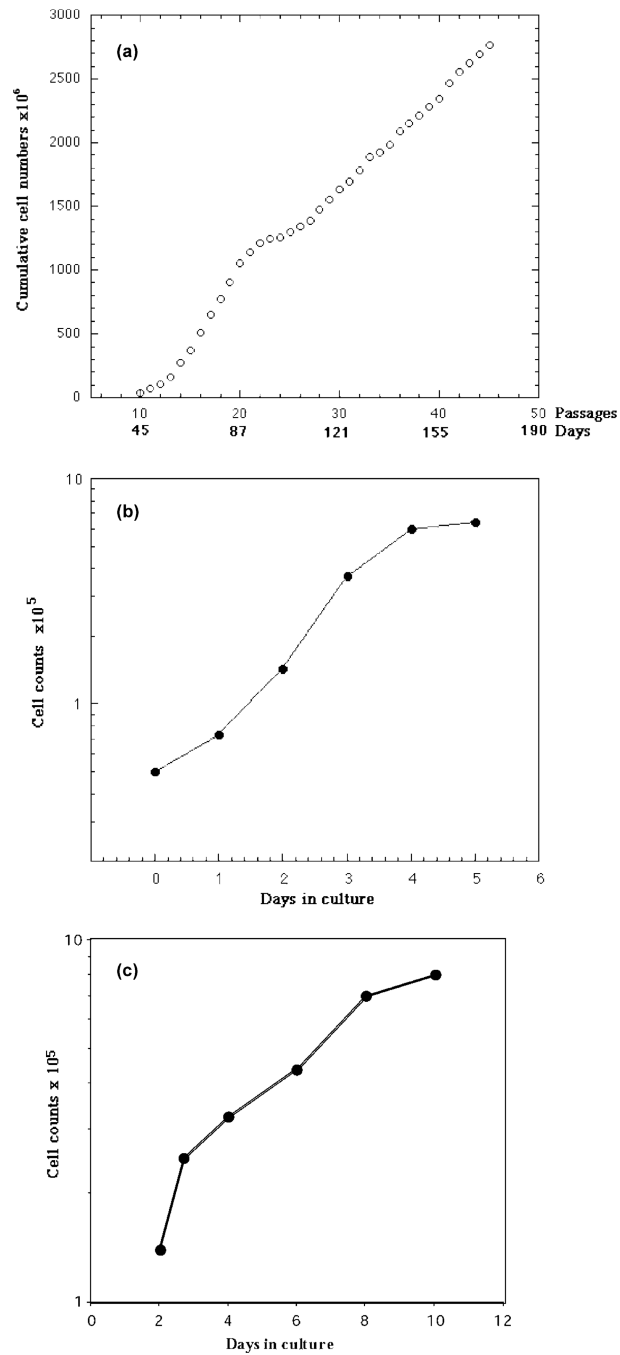 (a)
3000
2500
2000
1500
1000
500
0
Cumulative cell numbers x10⁶
10 20 30 40 50 Passages
45 87 121 155 190 Days
(b)
10
1
Cell counts x10⁵
0 1 2 3 4 5 6
Days in culture
(c)
10
1
Cell counts x 10⁵
0 2 4 6 8 10 12
Days in culture